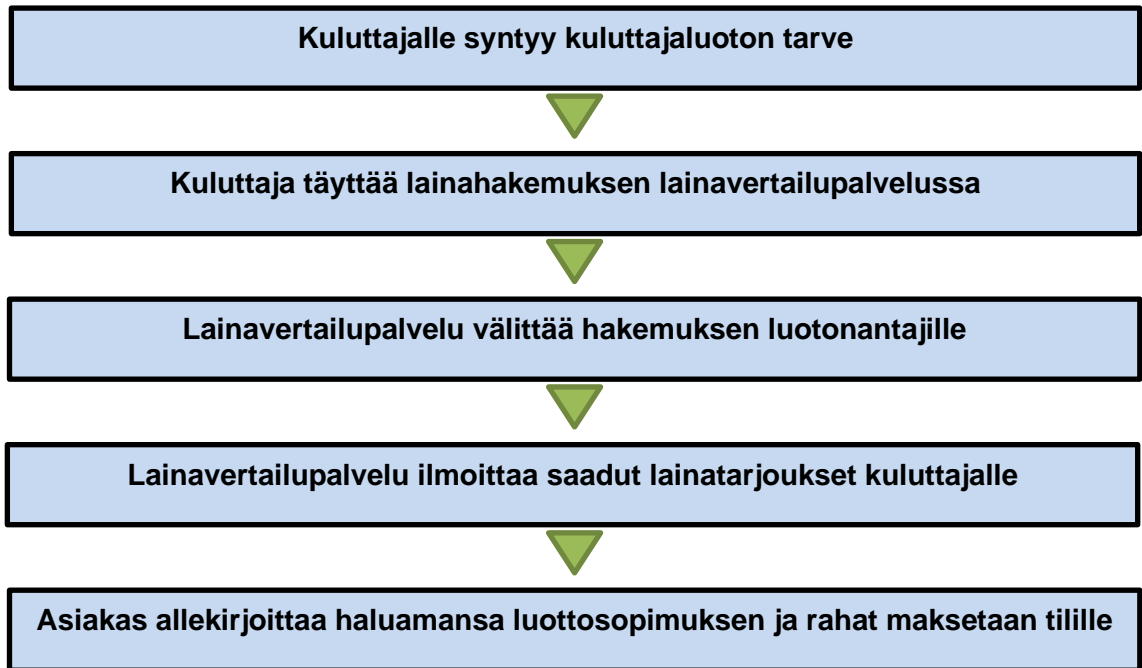 Kuluttajalle syntyy kuluttajaluoton tarve
Kuluttaja täyttää lainahakemuksen lainavertailupalvelussa
Lainavertailupalvelu välittää hakemuksen luotonantajille
Lainavertailupalvelu ilmoittaa saadut lainatarjoukset kuluttajalle
Asiakas allekirjoittaa haluamansa luottosopimuksen ja rahat maksetaan tilille